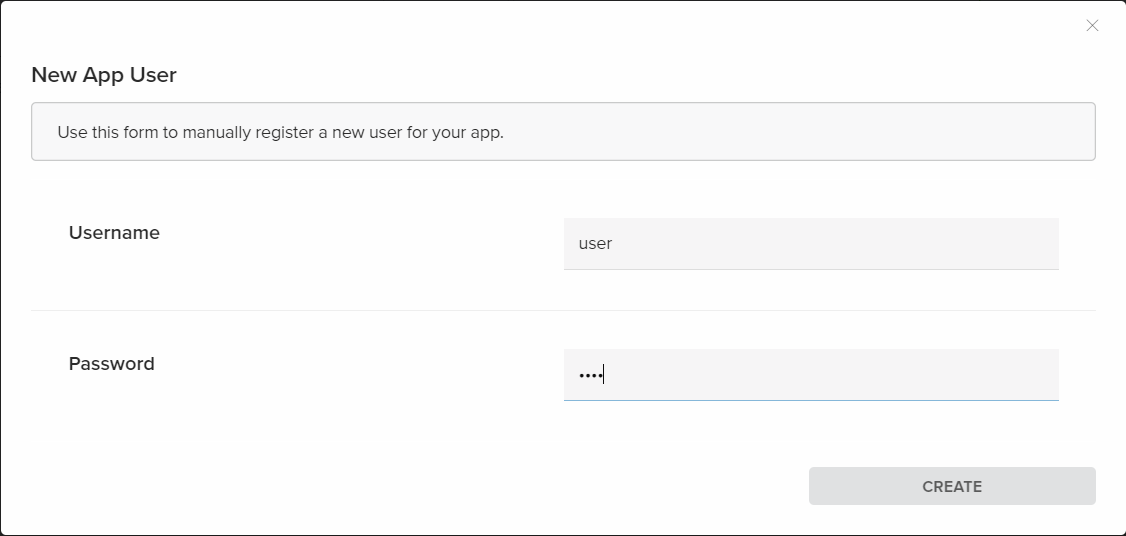 New App User
Use this form to manually register a new user for your app.
Username
user
Password
••••
CREATE